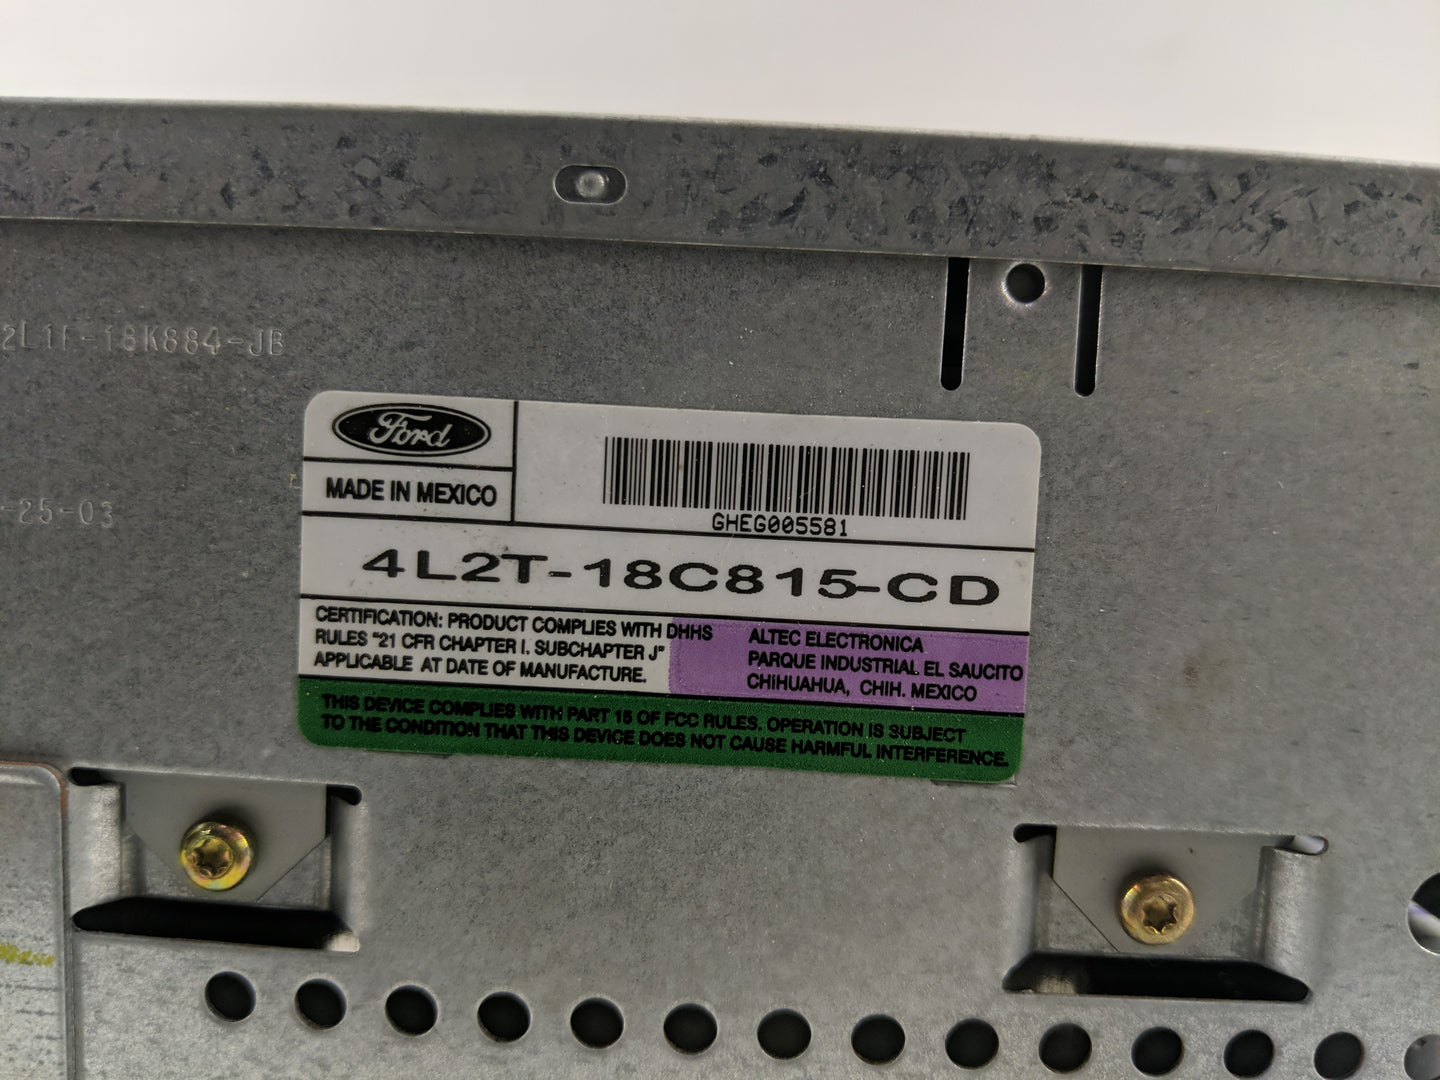 2L1F-18K884-JB
-25-03
Ford
MADE IN MEXICO
GHEG005581
4L2T-18C815-CD
CERTIFICATION: PRODUCT COMPLIES WITH DHHS
RULES "21 CFR CHAPTER I. SUBCHAPTER J"
APPLICABLE AT DATE OF MANUFACTURE.
ALTEC ELECTRONICA
PARQUE INDUSTRIAL EL SAUCITO
CHIHUAHUA, CHIH. MEXICO
THIS DEVICE COMPLIES WITH PART 15 OF FCC RULES. OPERATION IS SUBJECT
TO THE CONDITION THAT THIS DEVICE DOES NOT CAUSE HARMFUL INTERFERENCE.